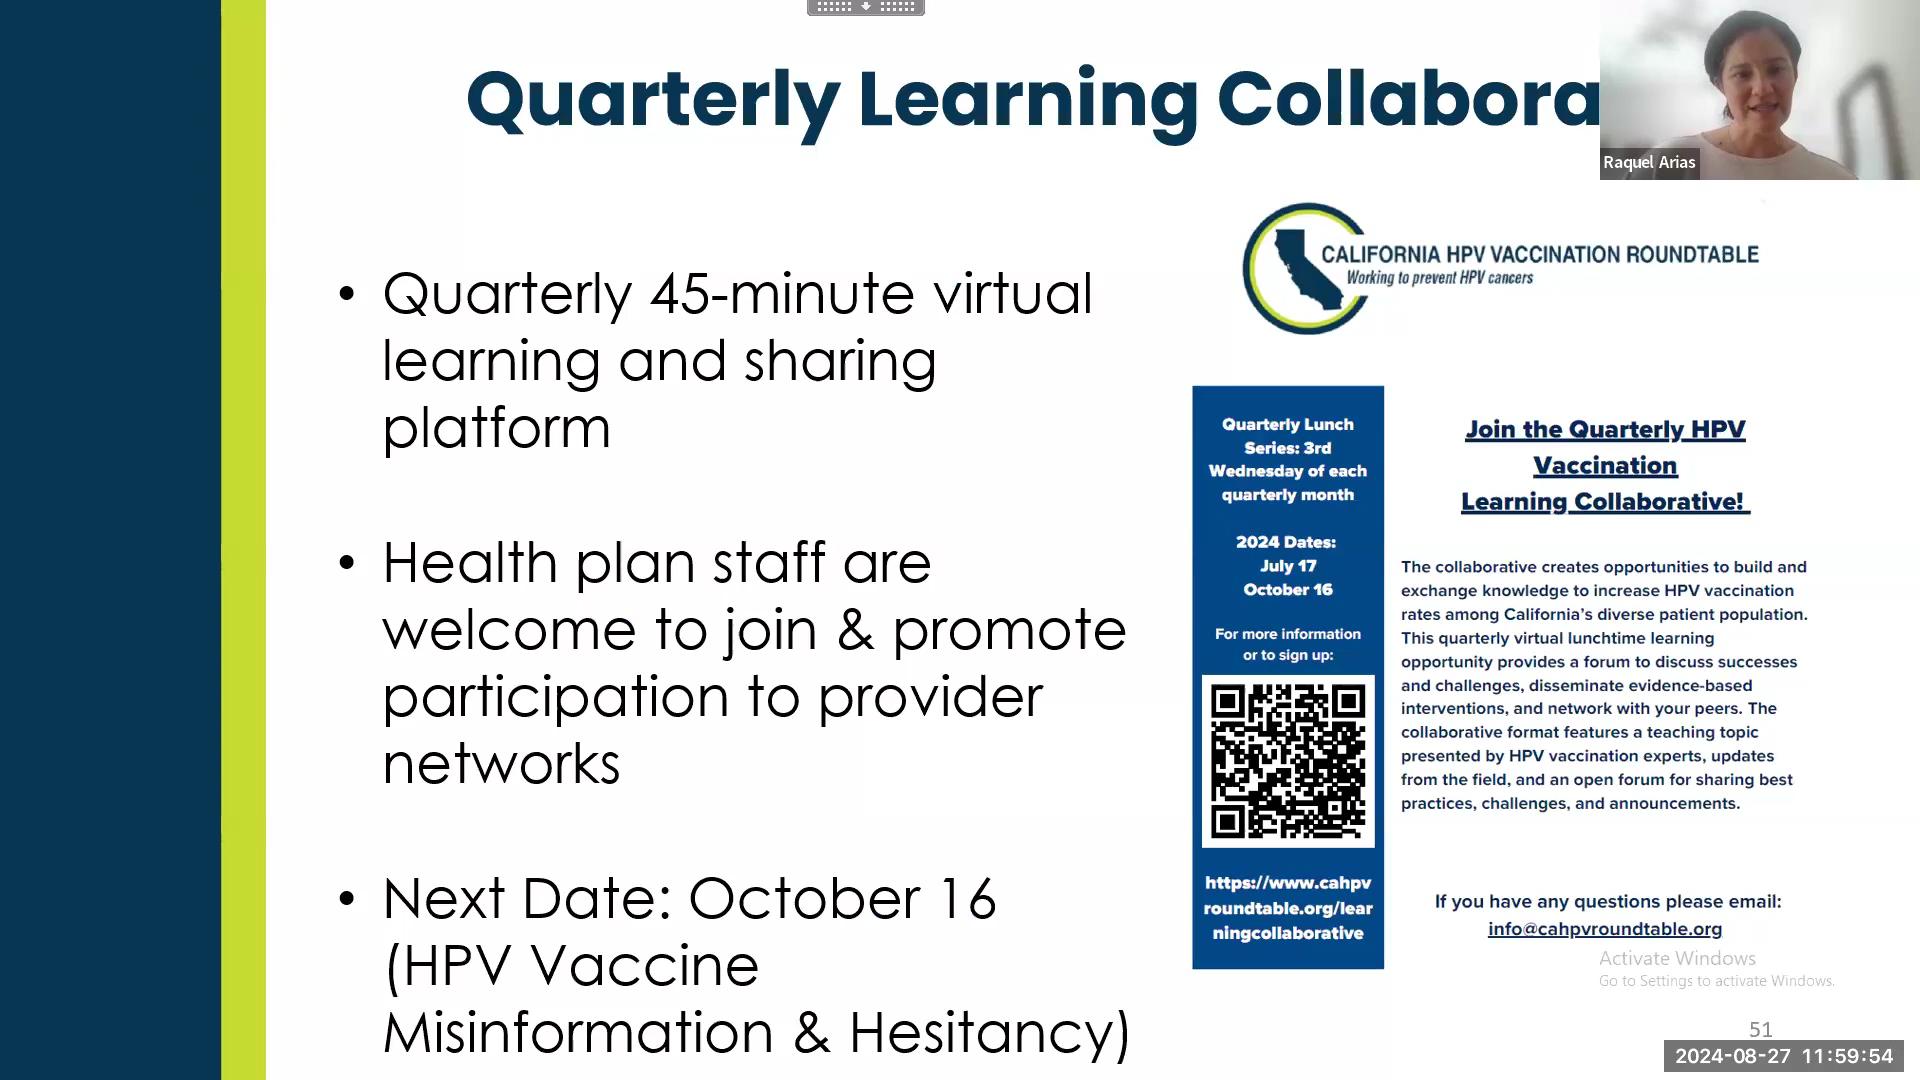 Quarterly Learning Collabora
Raquel Arias
CALIFORNIA HPV VACCINATION ROUNDTABLE
Working to prevent HPV cancers
• Quarterly 45-minute virtual
learning and sharing
platform
• Health plan staff are
welcome to join & promote
participation to provider
networks
• Next Date: October 16
(HPV Vaccine
Misinformation & Hesitancy)
Quarterly Lunch
Series: 3rd
Wednesday of each
quarterly month
2024 Dates:
July 17
October 16
For more information
or to sign up:
https://www.cahpv
roundtable.org/lear
ningcollaborative
Join the Quarterly HPV
Vaccination
Learning Collaborative!
The collaborative creates opportunities to build and
exchange knowledge to increase HPV vaccination
rates among California's diverse patient population.
This quarterly virtual lunchtime learning
opportunity provides a forum to discuss successes
and challenges, disseminate evidence-based
interventions, and network with your peers. The
collaborative format features a teaching topic
presented by HPV vaccination experts, updates
from the field, and an open forum for sharing best
practices, challenges, and announcements.
If you have any questions please email:
info@cahpvroundtable.org
Activate Windows
Go to Settings to activate Windows.
51
2024-08-27 11:59:54